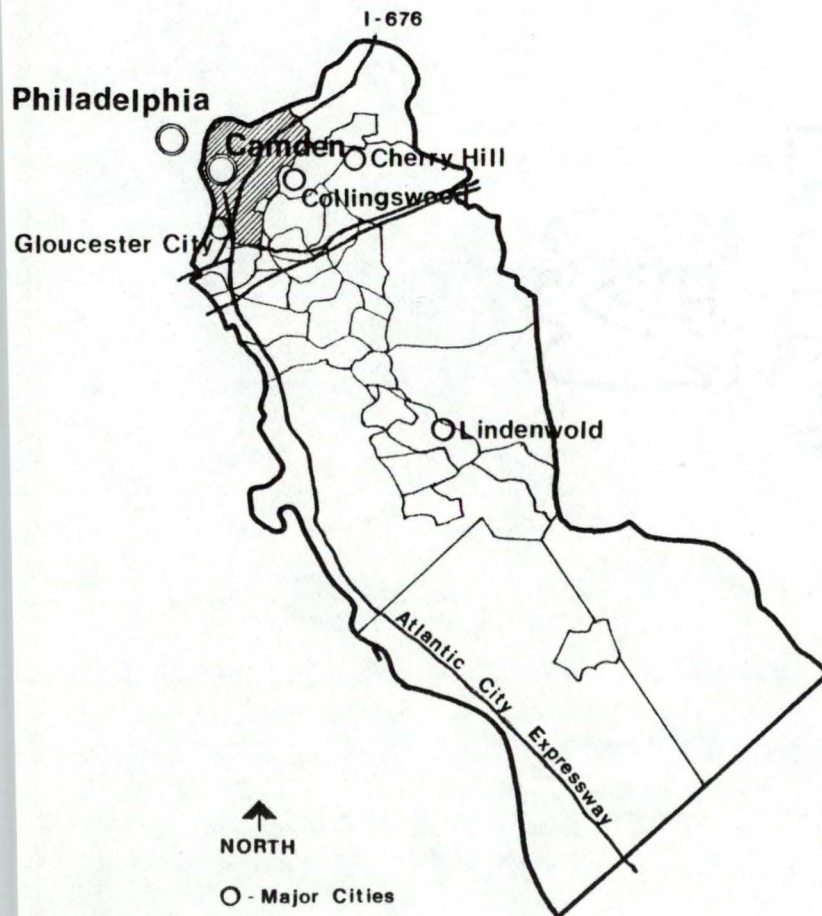 I-676
Philadelphia
Camden
Cherry Hill
Collingswood
Gloucester City
Lindenwold
Atlantic City Expressway
NORTH
O - Major Cities